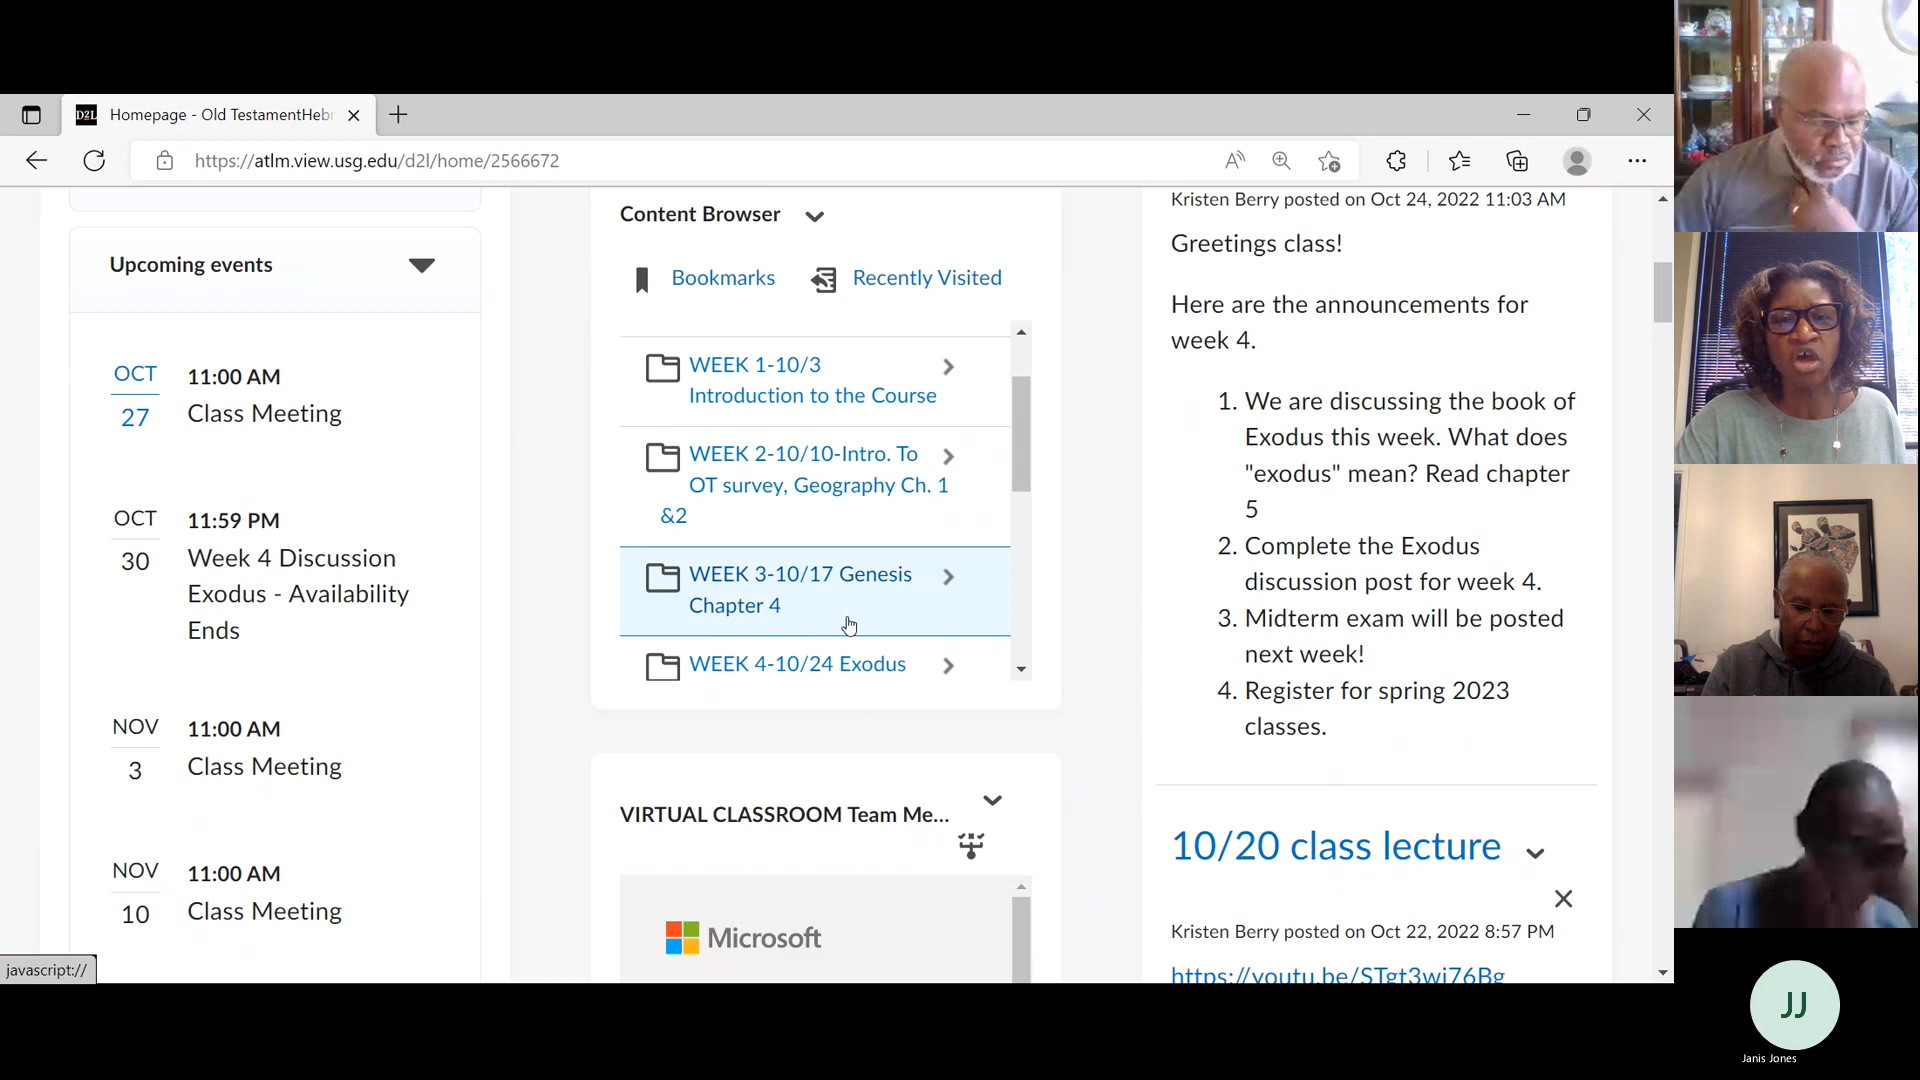 D2L
Homepage - Old TestamentHebr
https://atlm.view.usg.edu/d2l/home/2566672
Upcoming events
OCT
27
11:00 AM
Class Meeting
OCT
30
11:59 PM
Week 4 Discussion
Exodus - Availability
Ends
NOV
3
11:00 AM
Class Meeting
NOV
10
11:00 AM
Class Meeting
javascript://
Content Browser
Bookmarks
Recently Visited
WEEK 1-10/3
Introduction to the Course
WEEK 2-10/10-Intro. To
OT survey, Geography Ch. 1
&2
WEEK 3-10/17 Genesis
Chapter 4
WEEK 4-10/24 Exodus
VIRTUAL CLASSROOM Team Me...
Microsoft
Kristen Berry posted on Oct 24, 2022 11:03 AM
Greetings class!
Here are the announcements for
week 4.
1. We are discussing the book of
Exodus this week. What does
"exodus" mean? Read chapter
5
2. Complete the Exodus
discussion post for week 4.
3. Midterm exam will be posted
next week!
4. Register for spring 2023
classes.
10/20 class lecture
Kristen Berry posted on Oct 22, 2022 8:57 PM
https://youtu.be/STgt3wi76Bg
JJ
Janis Jones